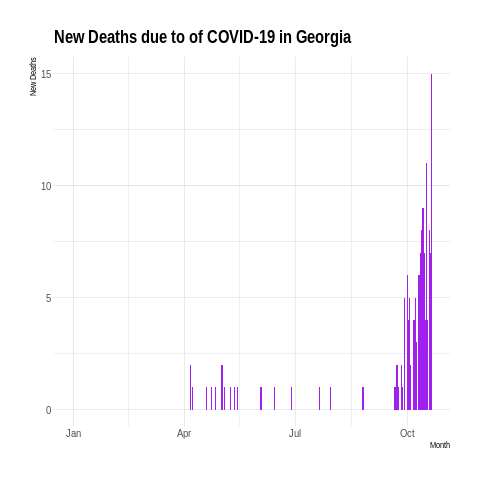 New Deaths due to of COVID-19 in Georgia
New Deaths
15
10
5
0
Jan Apr Jul Oct
Month